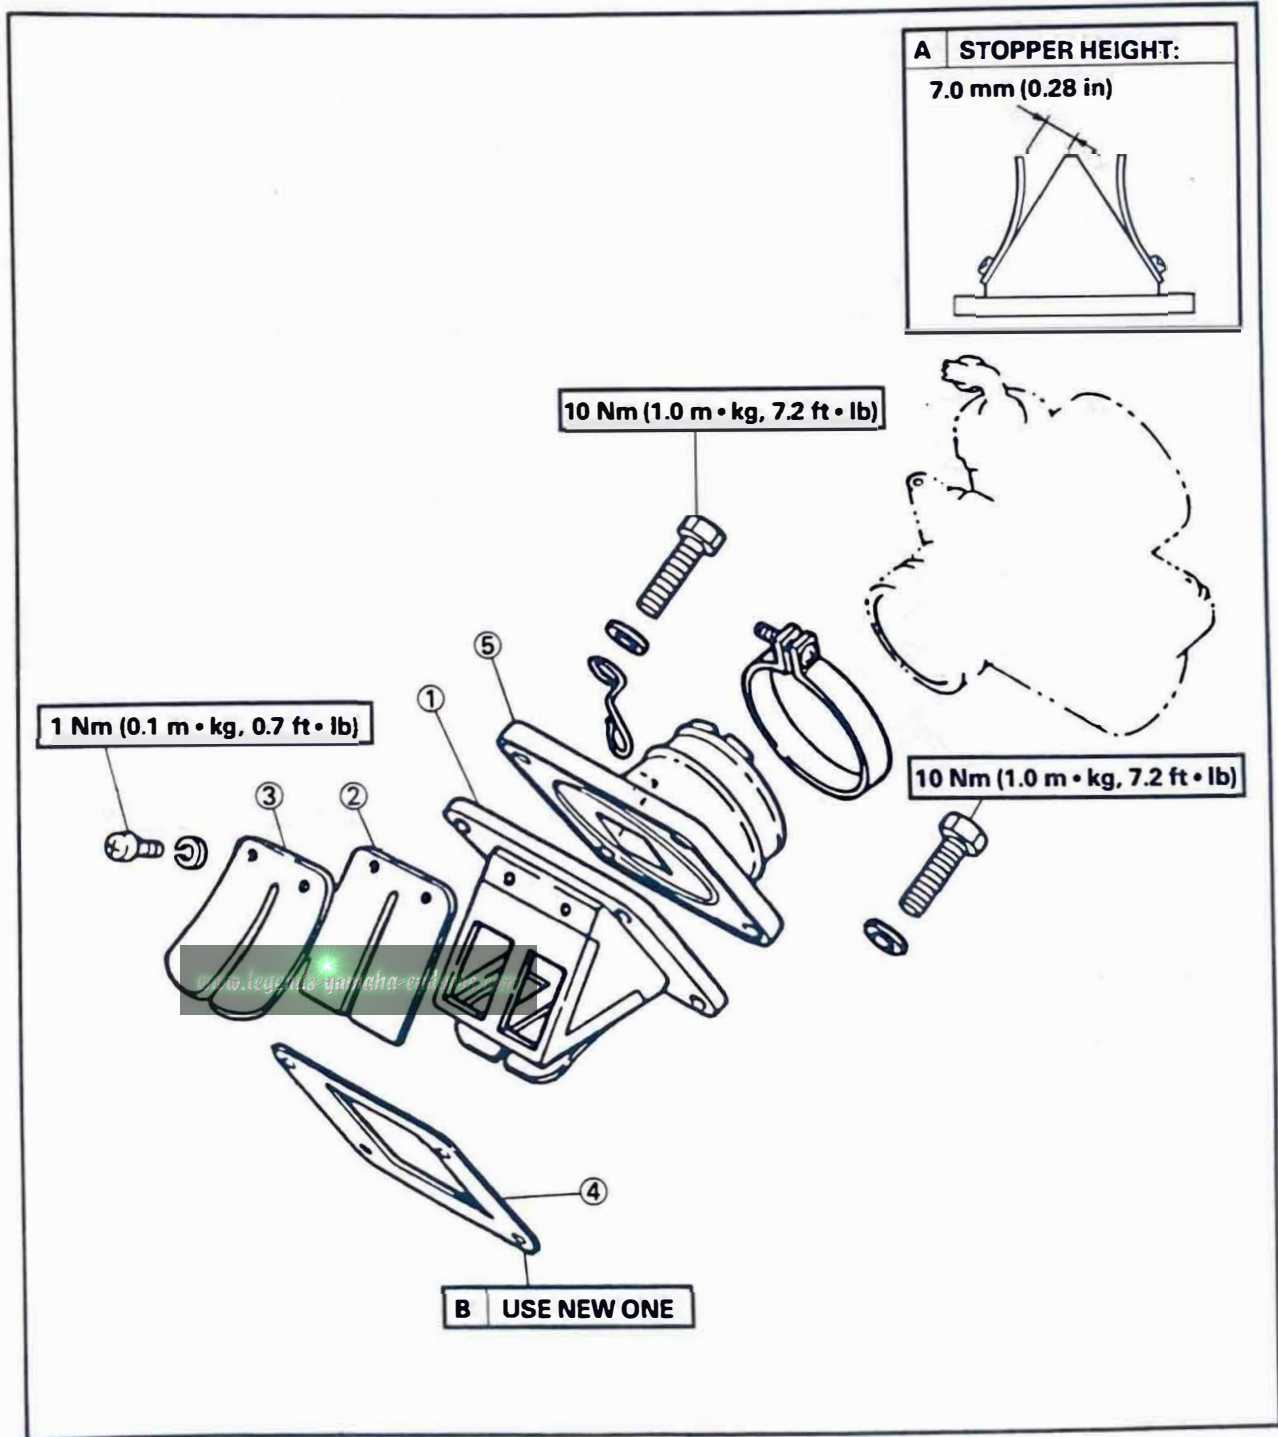 A STOPPER HEIGHT:
7.0 mm (0.28 in)
10 Nm (1.0 m • kg, 7.2 ft • lb)
⑤
①
1 Nm (0.1 m • kg, 0.7 ft • lb)
10 Nm (1.0 m • kg, 7.2 ft • lb)
③
②
④
B USE NEW ONE